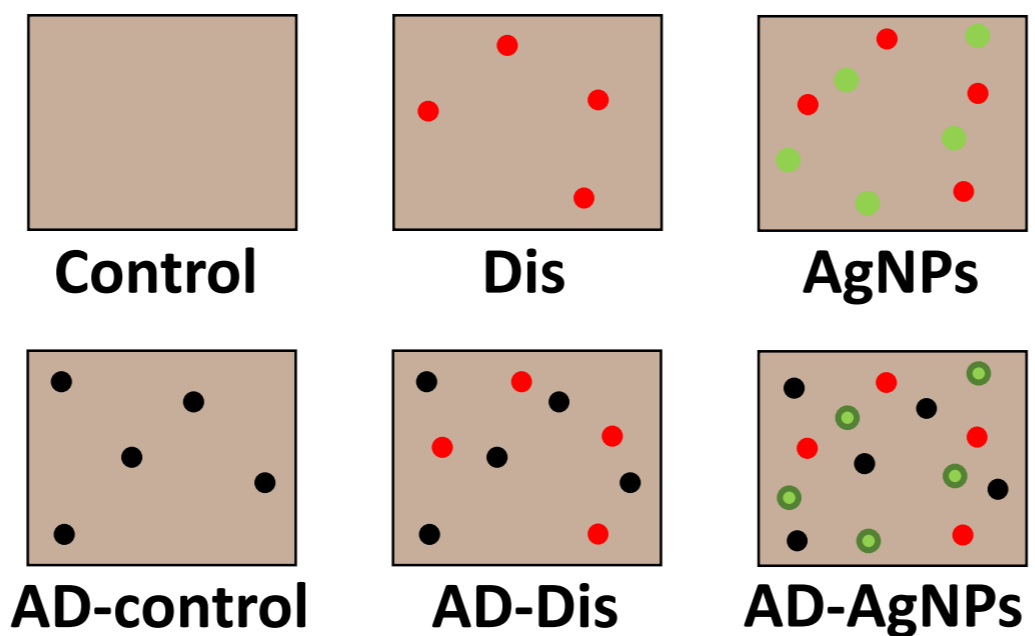 Control
Dis
AgNPs
AD-control
AD-Dis
AD-AgNPs